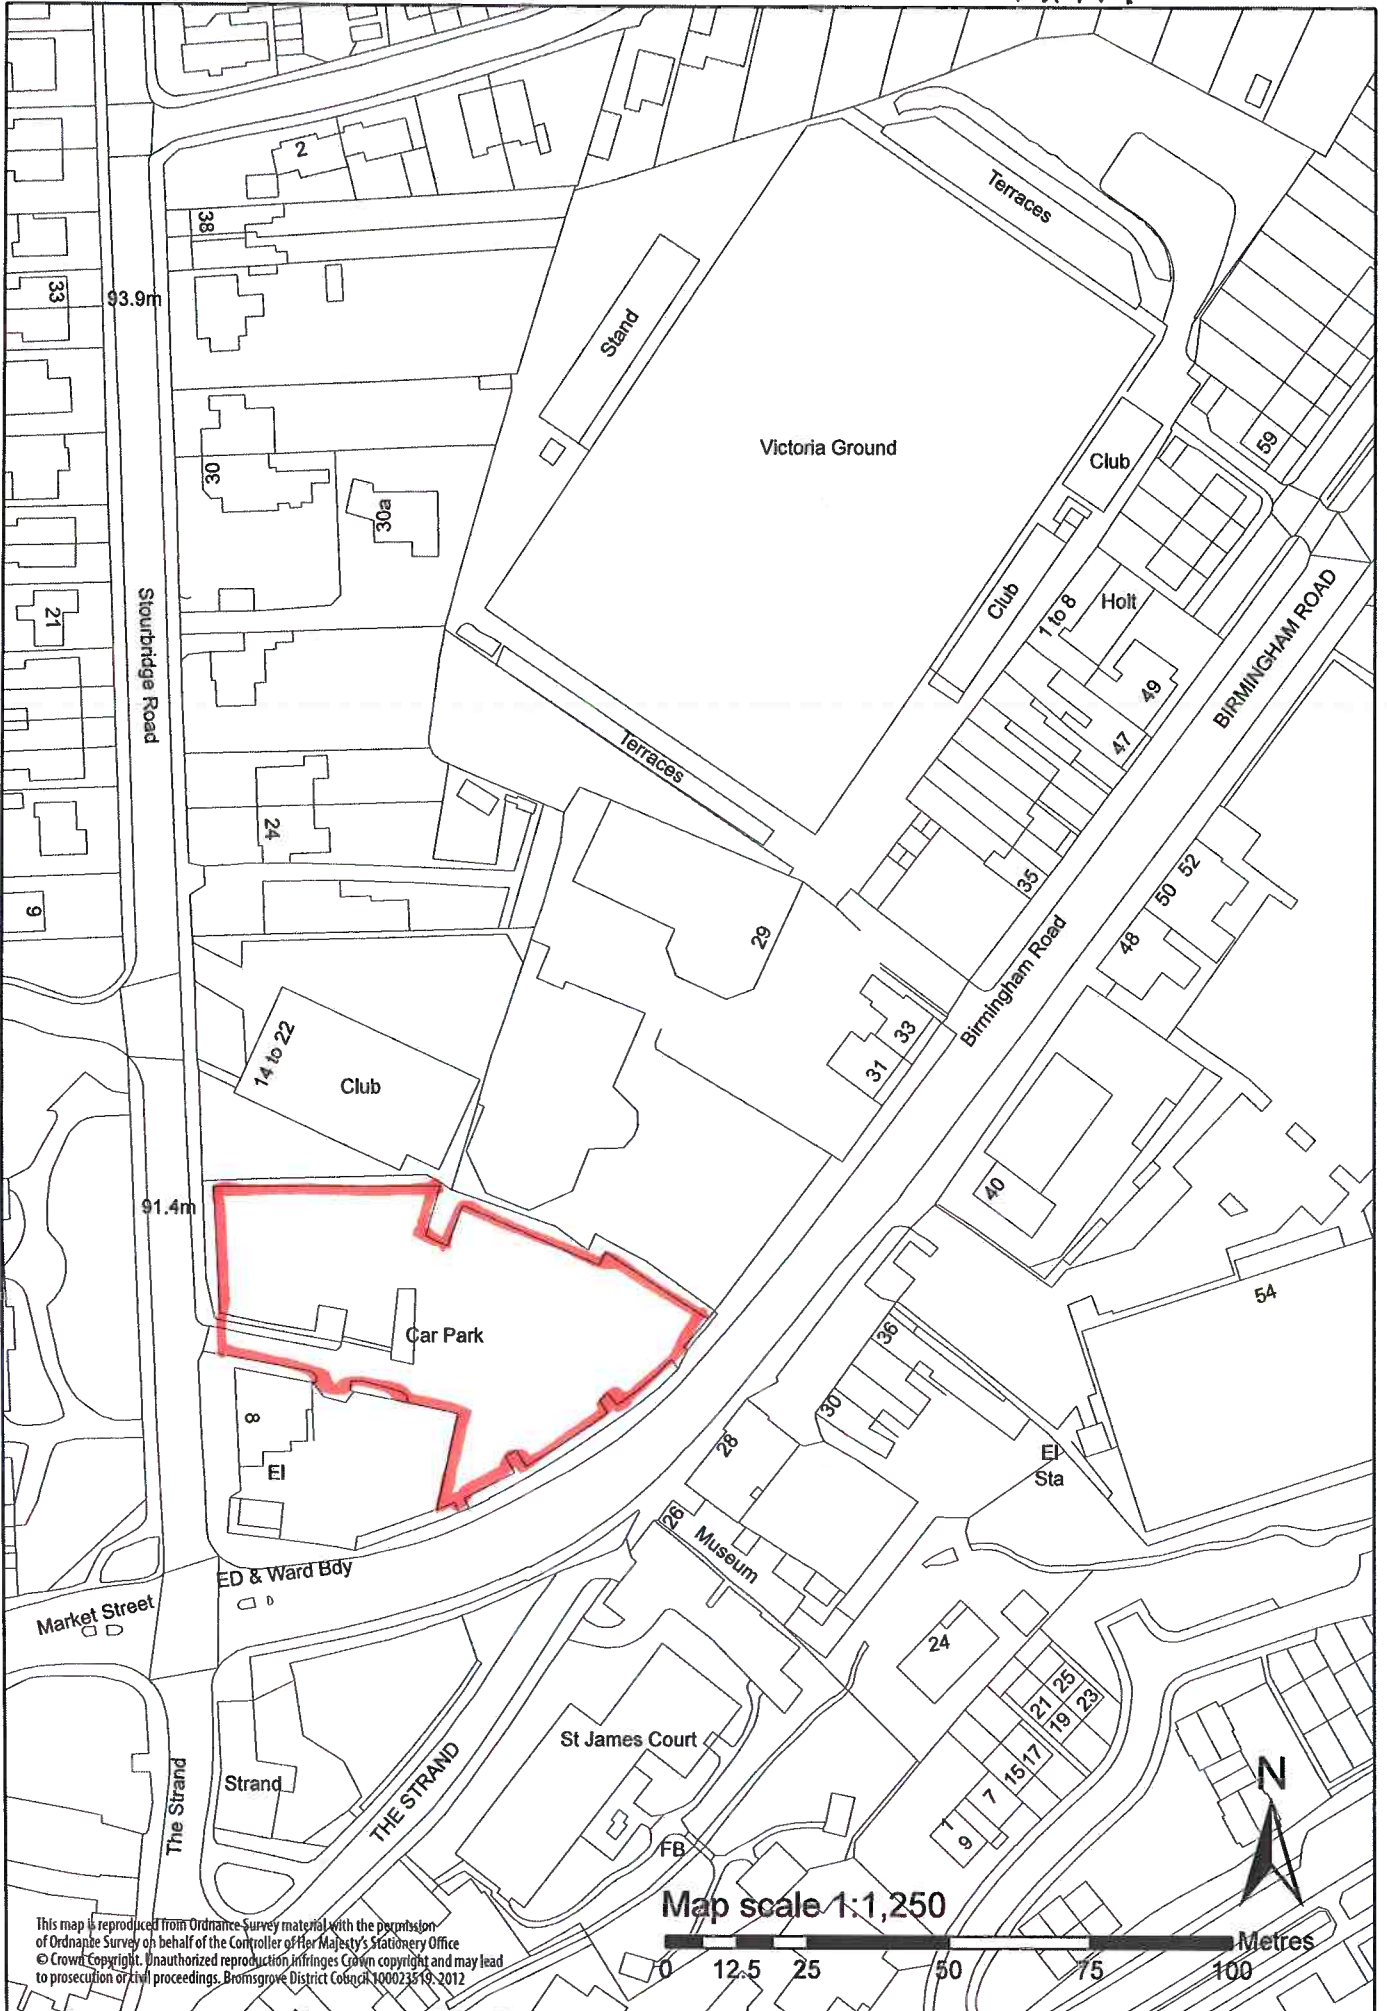 2
Terraces
38
33
93.9m
Stand
Victoria Ground
59
Club
30
30a
Club
1 to 8
Holt
BIRMINGHAM ROAD
21
Stourbridge Road
49
47
Terraces
24
35
52
50
48
9
29
Birmingham Road
33
31
14 to 22
Club
40
91.4m
54
Car Park
36
30
8
El
28
El
Sta
26
Museum
ED & Ward Bdy
Market Street
24
25
23
21
19
17
15
7
1
9
St James Court
The Strand
Strand
THE STRAND
FB
N
Map scale 1:1,250
Metres
0 12.5 25 50 75 100
This map is reproduced from Ordnance Survey material with the permission
of Ordnance Survey on behalf of the Controller of Her Majesty's Stationery Office
© Crown Copyright. Unauthorized reproduction infringes Crown copyright and may lead
to prosecution or civil proceedings. Bromsgrove District Council 100023519. 2012